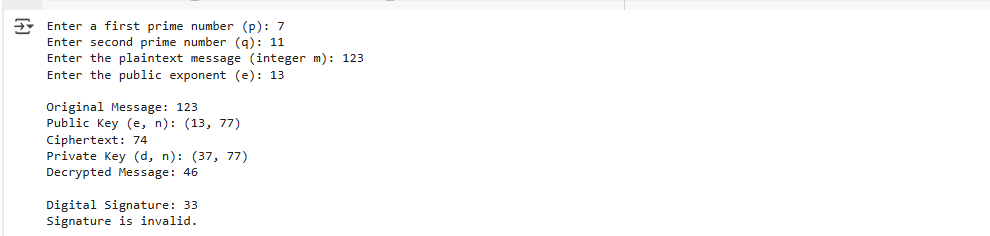 Enter a first prime number (p): 7
Enter second prime number (q): 11
Enter the plaintext message (integer m): 123
Enter the public exponent (e): 13
Original Message: 123
Public Key (e, n): (13, 77)
Ciphertext: 74
Private Key (d, n): (37, 77)
Decrypted Message: 46
Digital Signature: 33
Signature is invalid.